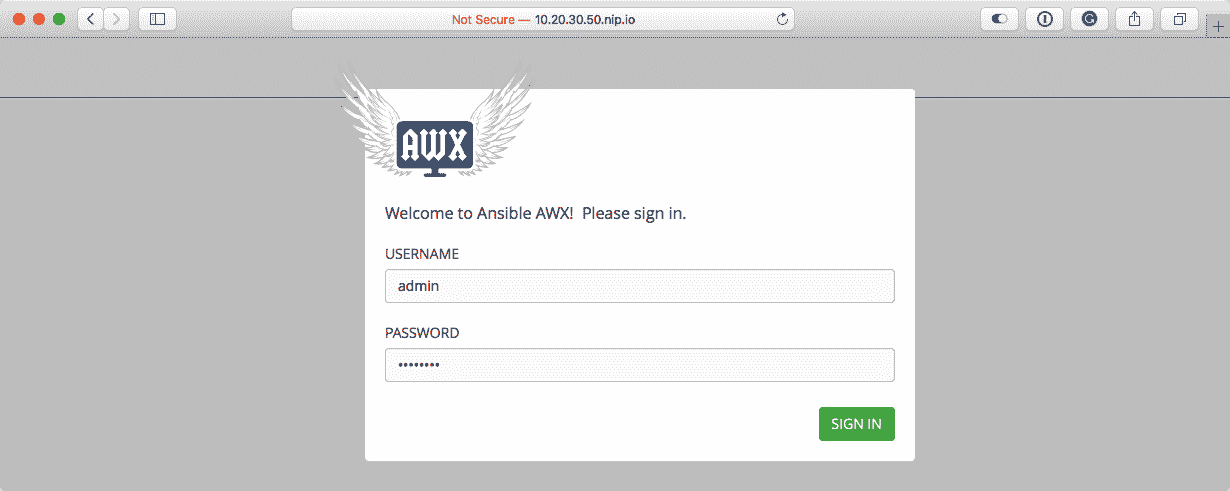 Not Secure — 10.20.30.50.nip.io
AWX
Welcome to Ansible AWX! Please sign in.
USERNAME
admin
PASSWORD
••••••••
SIGN IN